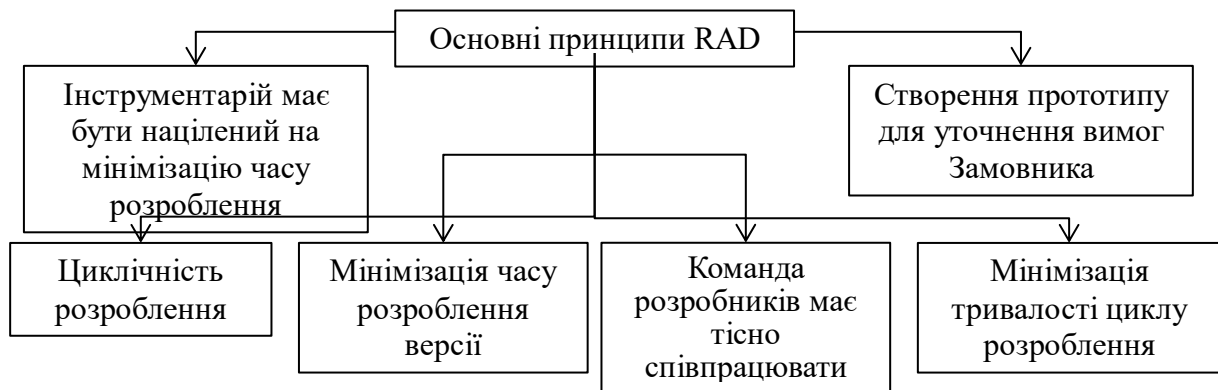 Основні принципи RAD
Інструментарій має
бути націлений на
мінімізацію часу
розроблення
Створення прототипу
для уточнення вимог
Замовника
Циклічність
розроблення
Мінімізація часу
розроблення
версії
Команда
розробників має
тісно
співпрацювати
Мінімізація
тривалості циклу
розроблення